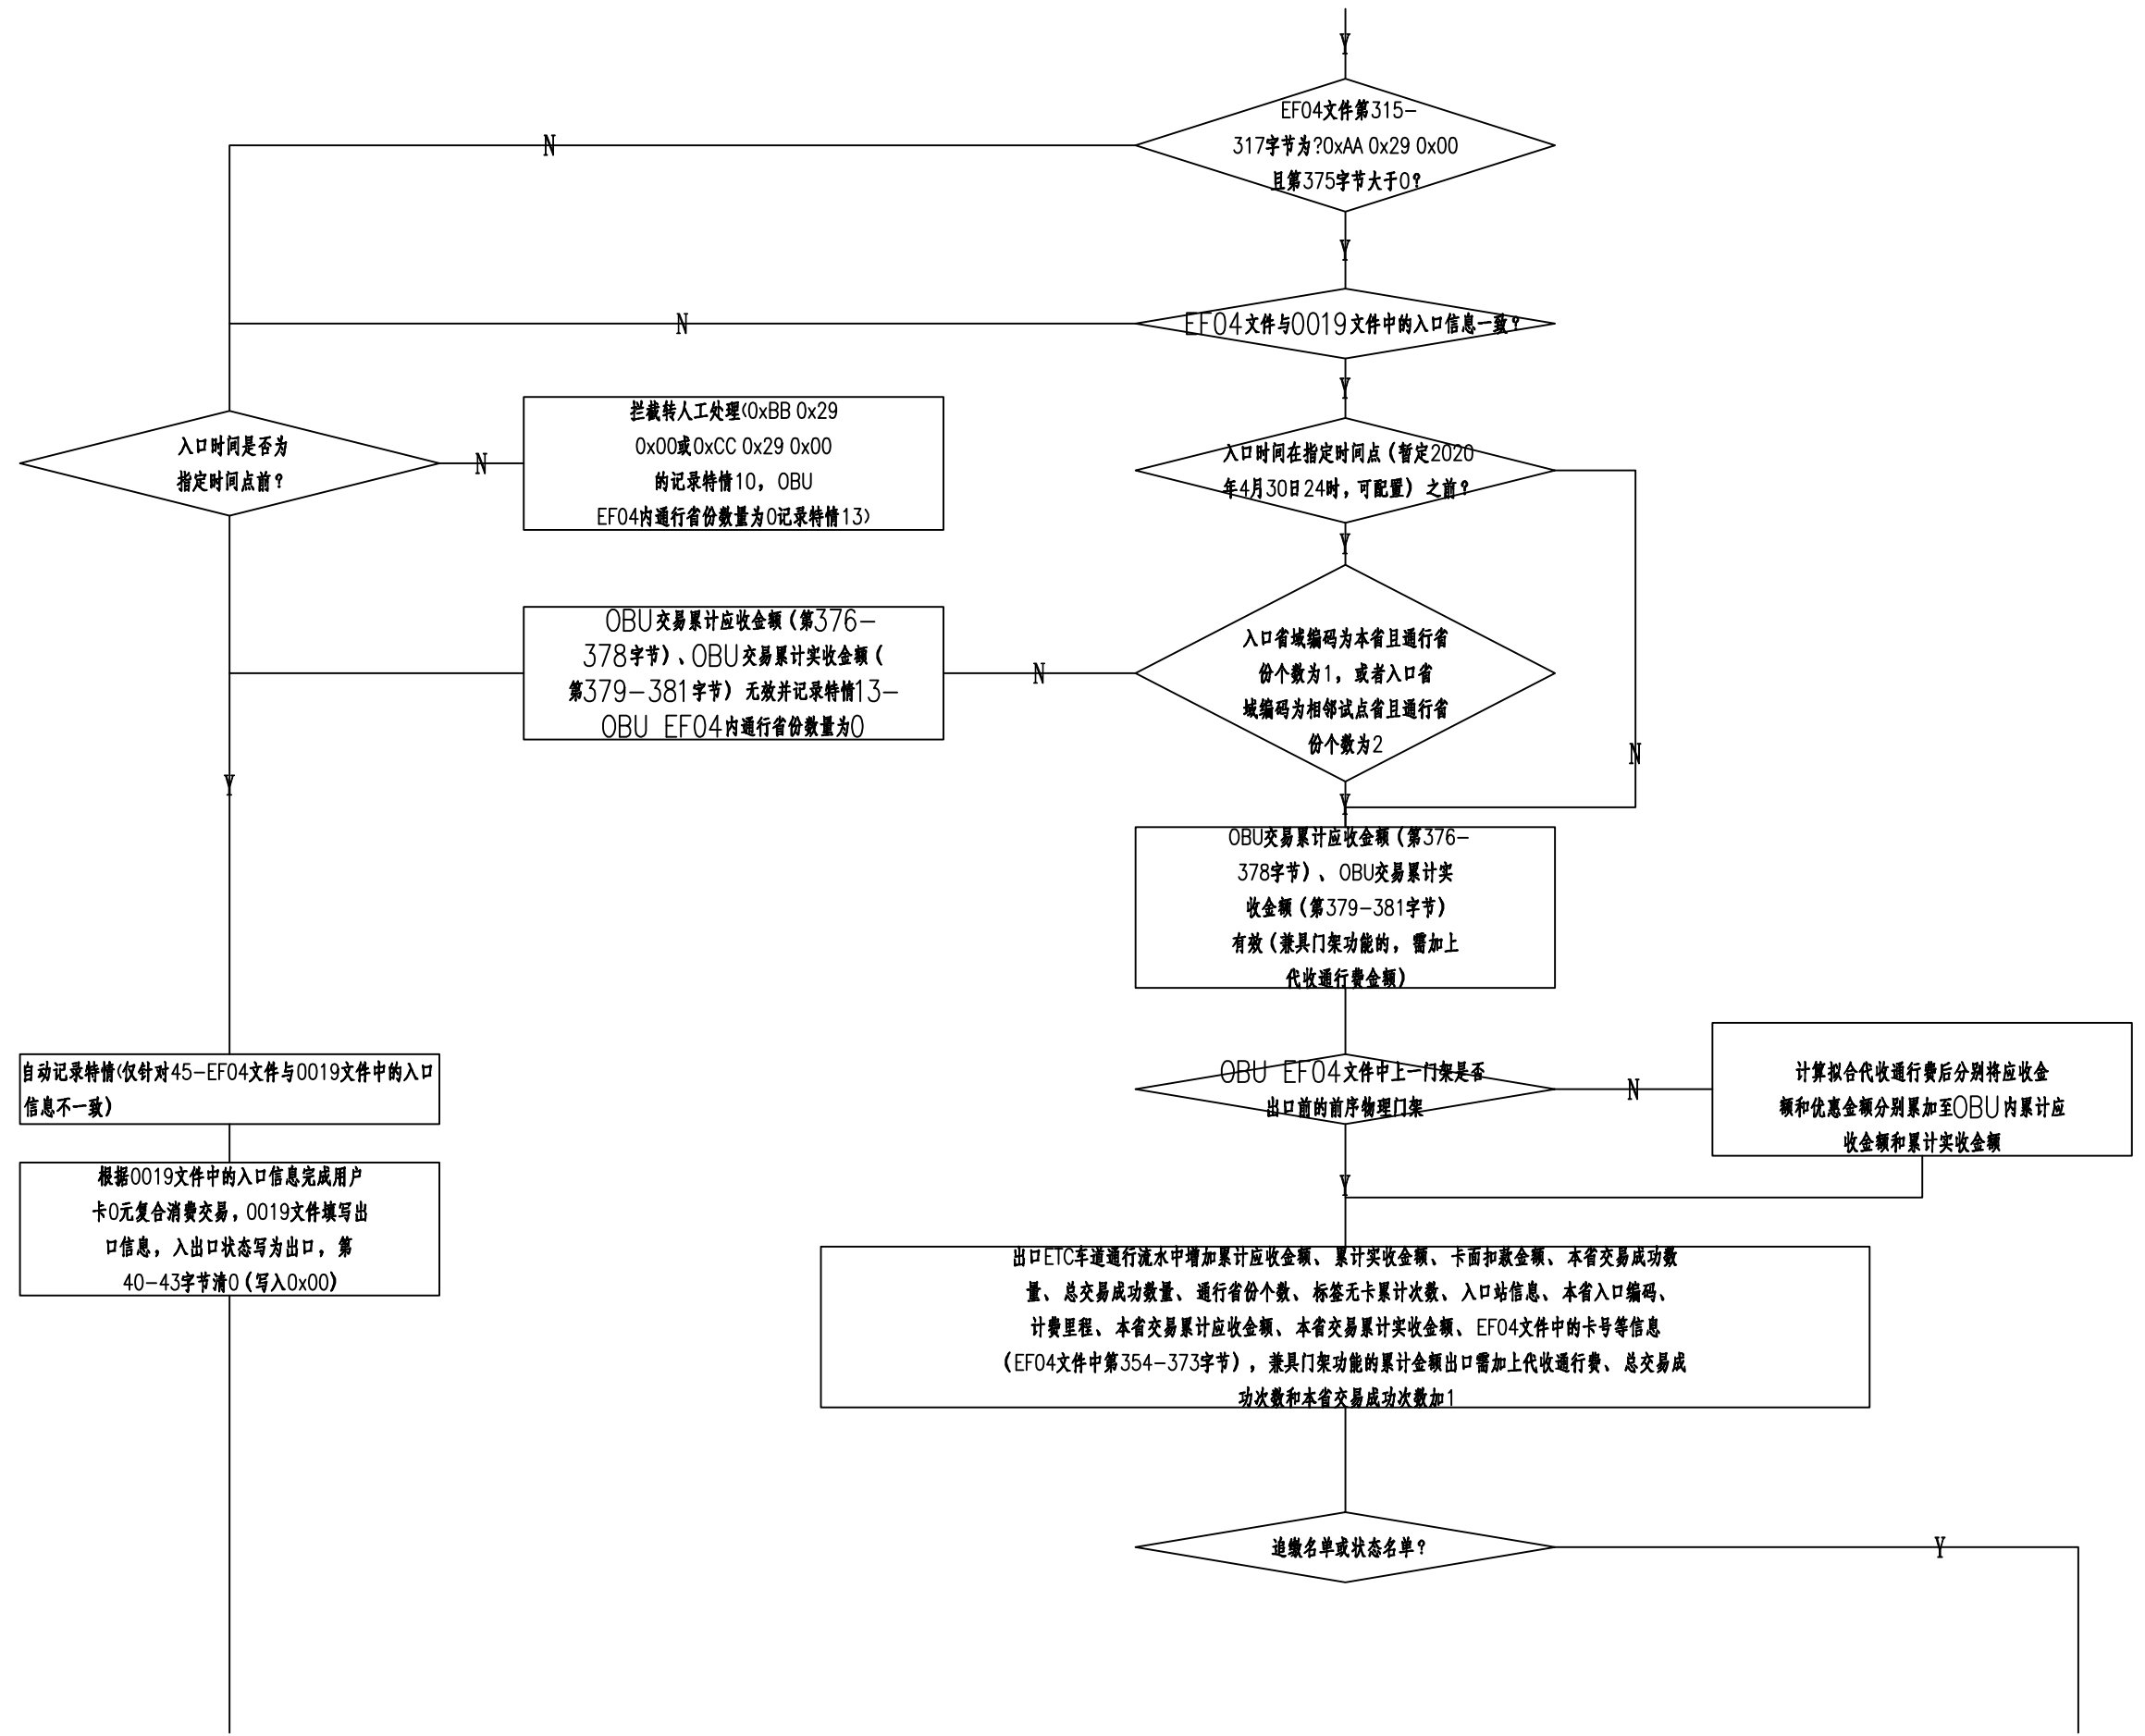 Y
EF04文件第315-
317字节为?0xAA 0x29 0x00
且第375字节大于0?
N
Y
EF04文件与0019文件中的入口信息一致?
N
Y
入口时间是否为
指定时间点前?
N
拦截转人工处理(0xBB 0x29
0x00或0xCC 0x29 0x00
的记录特情10, OBU
EF04内通行省份数量为0记录特情13)
入口时间在指定时间点(暂定2020
年4月30日24时,可配置) 之前?
Y
N
OBU交易累计应收金额(第376-
378字节)、OBU交易累计实收金额(
第379-381字节) 无效并记录特情13-
OBU EF04内通行省份数量为0
N
入口省域编码为本省且通行省
份个数为1, 或者入口省
域编码为相邻试点省且通行省
份个数为2
Y
Y
OBU交易累计应收金额(第376-
378字节)、OBU交易累计实
收金额(第379-381字节)
有效(兼具门架功能的, 需加上
代收通行费金额)
自动记录特情(仅针对45-EF04文件与0019文件中的入口
信息不一致)
OBU EF04文件中上一门架是否
出口前的前序物理门架
N
计算拟合代收通行费后分别将应收金
额和优惠金额分别累加至OBU内累计应
收金额和累计实收金额
Y
根据0019文件中的入口信息完成用户
卡0元复合消费交易,0019文件填写出
口信息, 入出口状态写为出口, 第
40-43字节清0(写入0x00)
出口ETC车道通行流水中增加累计应收金额、累计实收金额、卡面扣款金额、本省交易成功数
量、总交易成功数量、通行省份个数、标签无卡累计次数、入口站信息、本省入口编码、
计费里程、本省交易累计应收金额、本省交易累计实收金额、EF04文件中的卡号等信息
(EF04文件中第354-373字节), 兼具门架功能的累计金额出口需加上代收通行费、总交易成
功次数和本省交易成功次数加1
追缴名单或状态名单?
Y